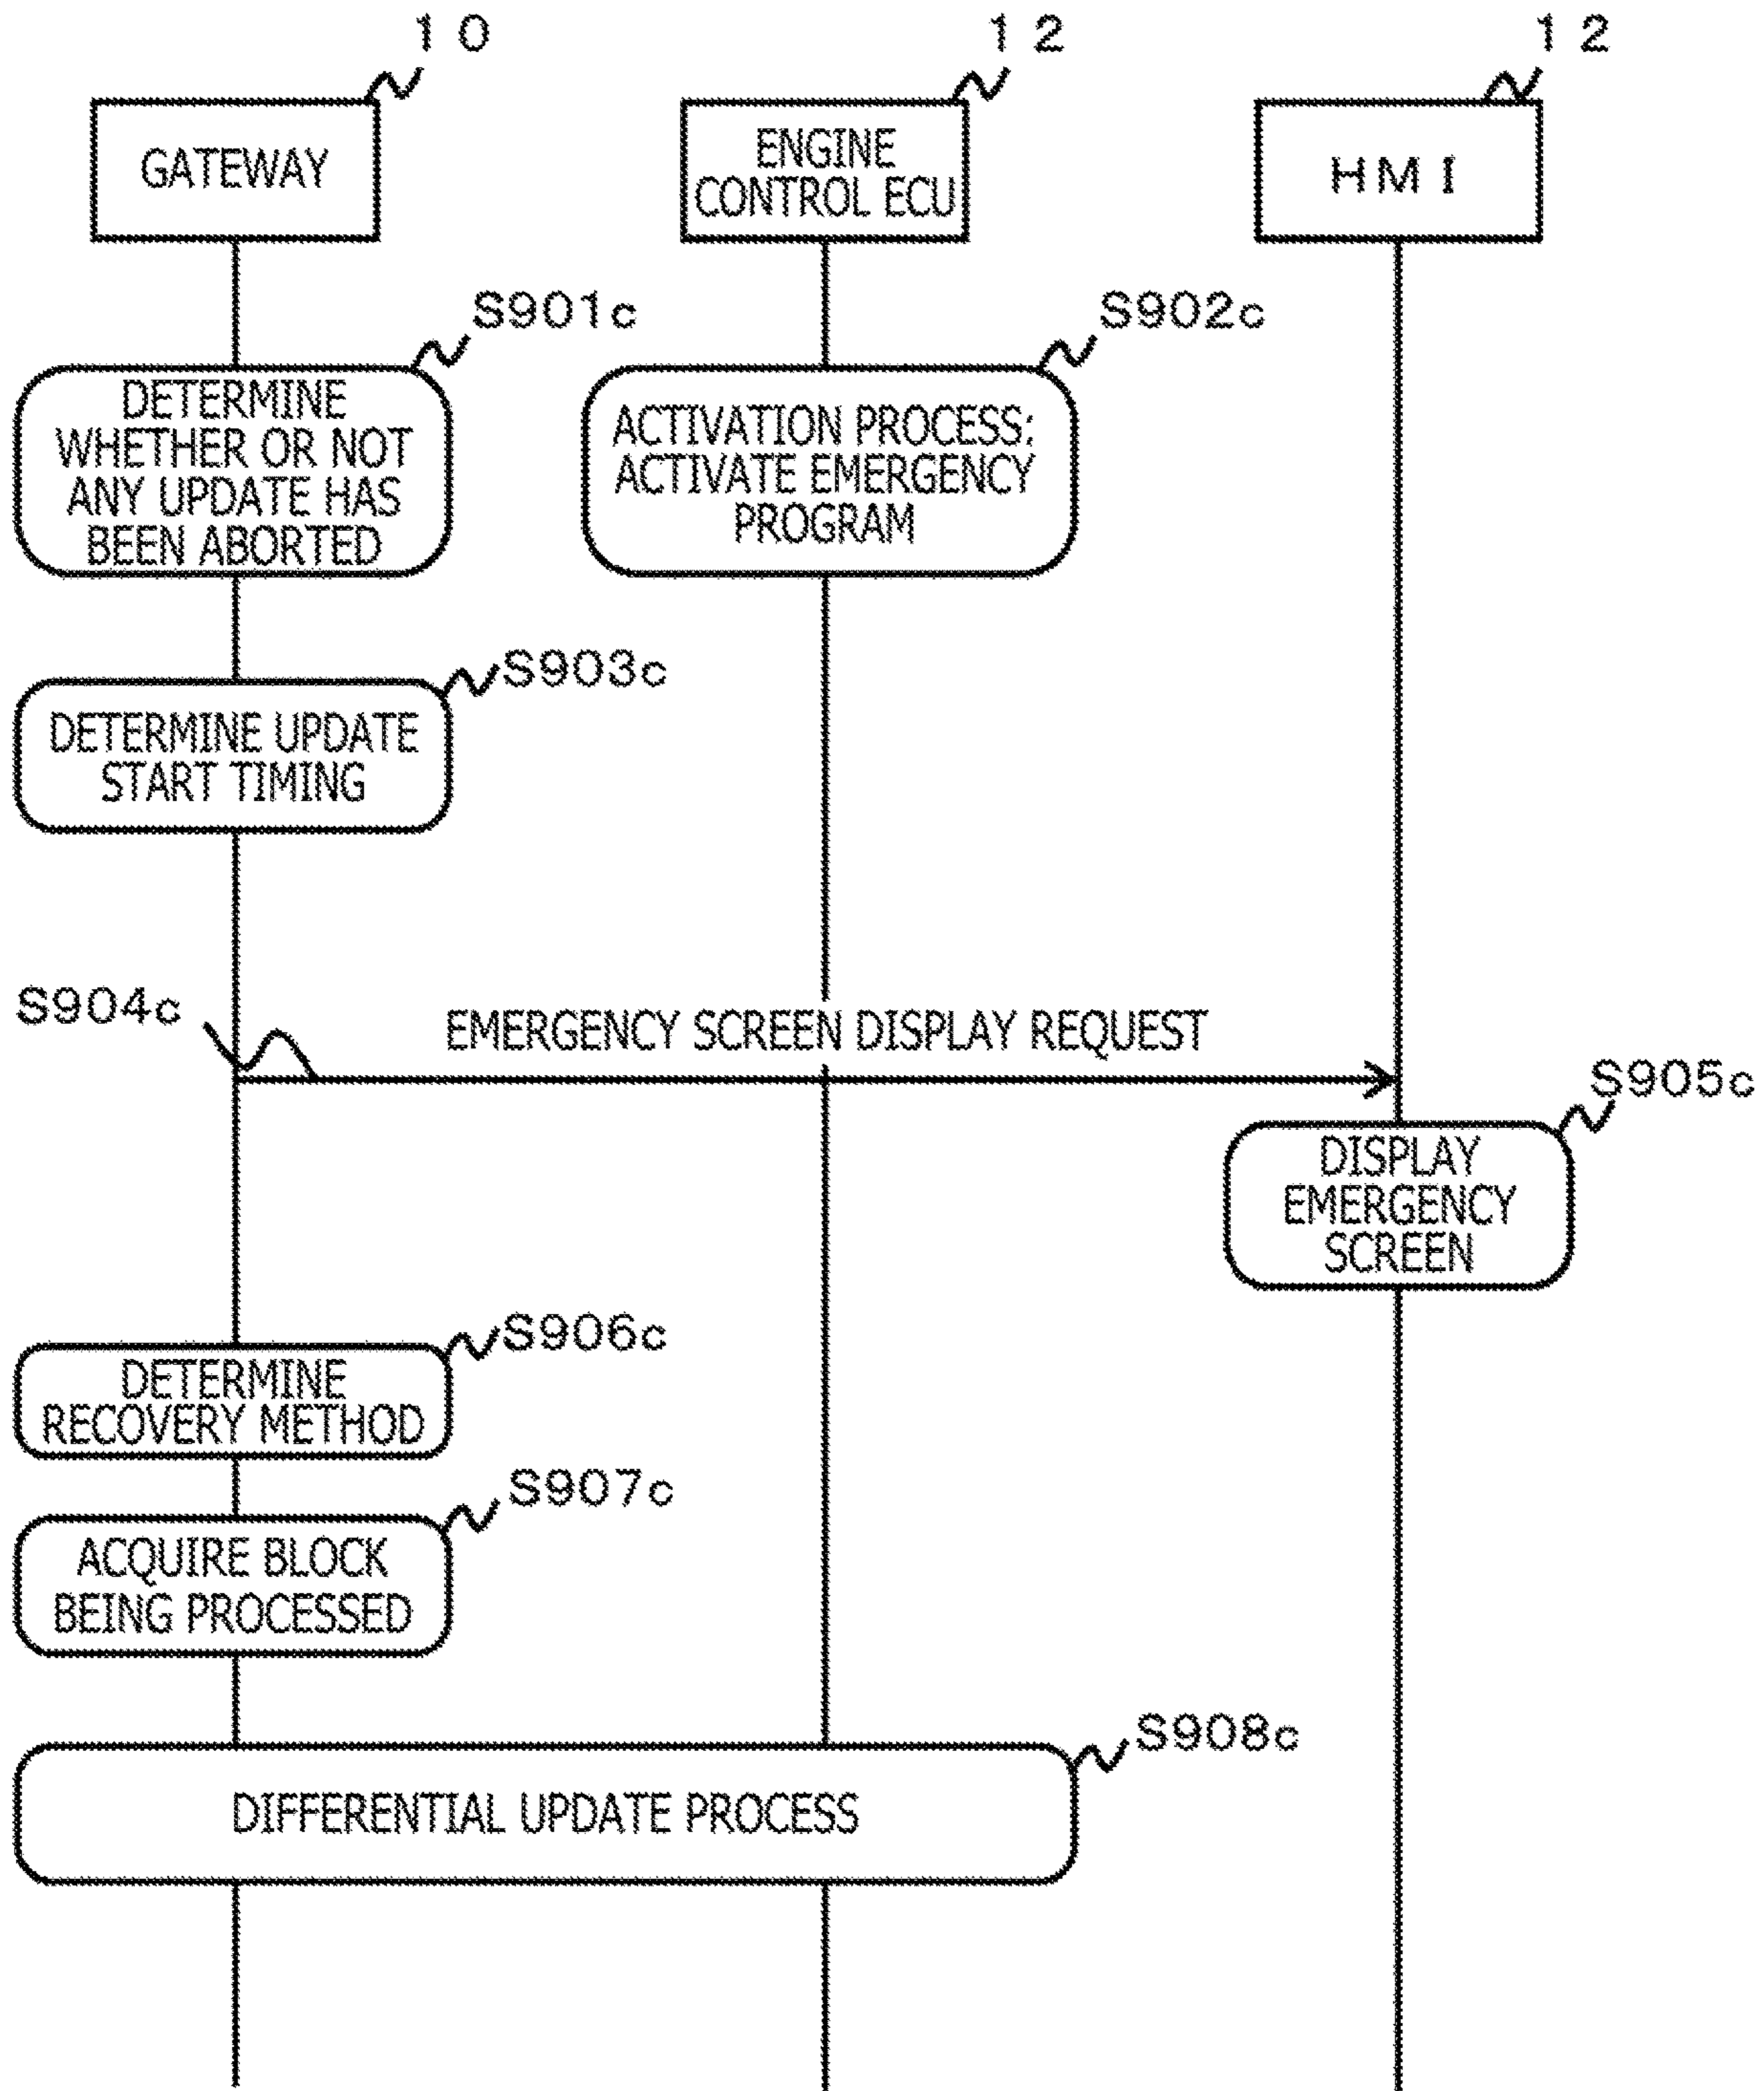 10
12
12
GATEWAY
ENGINE
CONTROL ECU
HMI
S901c
S902c
DETERMINE
WHETHER OR NOT
ANY UPDATE HAS
BEEN ABORTED
ACTIVATION PROCESS:
ACTIVATE EMERGENCY
PROGRAM
S903c
DETERMINE UPDATE
START TIMING
S904c
EMERGENCY SCREEN DISPLAY REQUEST
S905c
DISPLAY
EMERGENCY
SCREEN
S906c
DETERMINE
RECOVERY METHOD
S907c
ACQUIRE BLOCK
BEING PROCESSED
S908c
DIFFERENTIAL UPDATE PROCESS